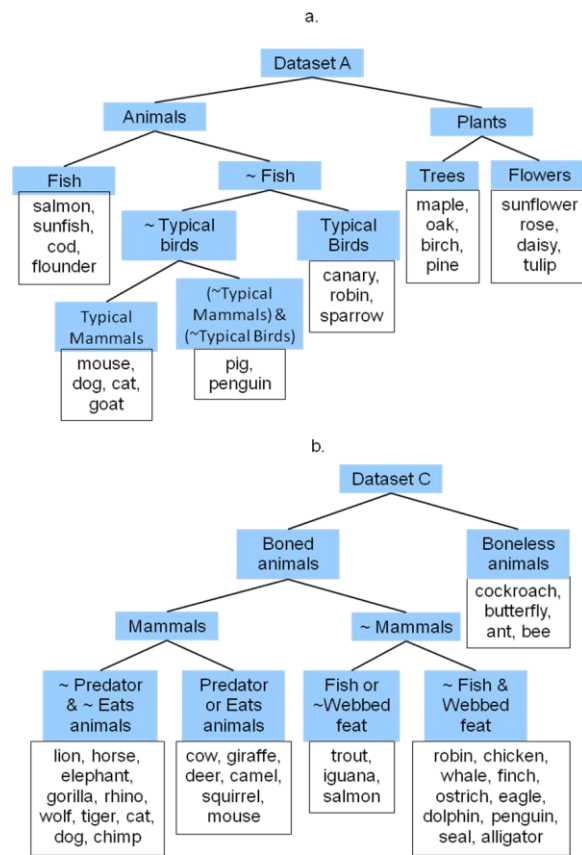 a.
Dataset A
Animals
Plants
Fish
~ Fish
Trees
Flowers
salmon,
sunfish,
cod,
flounder
~ Typical
birds
Typical
Birds
maple,
oak,
birch,
pine
sunflower
rose,
daisy,
tulip
canary,
robin,
sparrow
Typical
Mammals
(~Typical
Mammals) &
(~Typical Birds)
mouse,
dog, cat,
goat
pig,
penguin
b.
Dataset C
Boned
animals
Boneless
animals
cockroach,
butterfly,
ant, bee
Mammals
~ Mammals
~ Predator
& ~ Eats
animals
Predator
or Eats
animals
Fish or
~Webbed
feat
~ Fish &
Webbed
feat
lion, horse,
elephant,
gorilla, rhino,
wolf, tiger, cat,
dog, chimp
cow, giraffe,
deer, camel,
squirrel,
mouse
trout,
iguana,
salmon
robin, chicken,
whale, finch,
ostrich, eagle,
dolphin, penguin,
seal, alligator